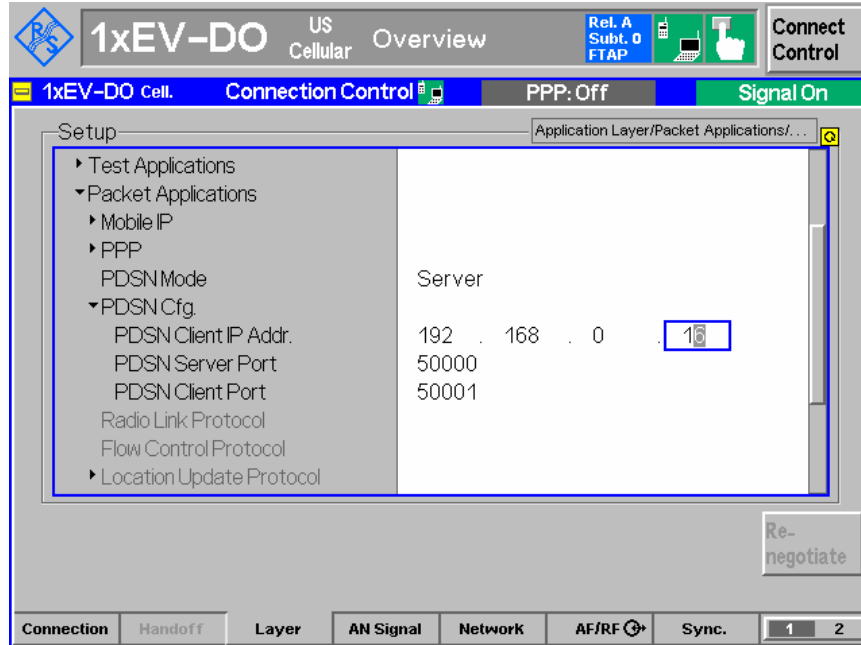 R S
1xEV-DO US Cellular Overview Rel. A Subt. 0 FTAP Connect Control
1xEV-DO Cell. Connection Control PPP: Off Signal On
Setup Application Layer/Packet Applications/...
Test Applications
Packet Applications
Mobile IP
PPP
PDSN Mode Server
PDSN Cfg.
PDSN Client IP Addr. 192 . 168 . 0 . 16
PDSN Server Port 50000
PDSN Client Port 50001
Radio Link Protocol
Flow Control Protocol
Location Update Protocol
Re-
negotiate
Connection Handoff Layer AN Signal Network AF/RF Sync. 1 2